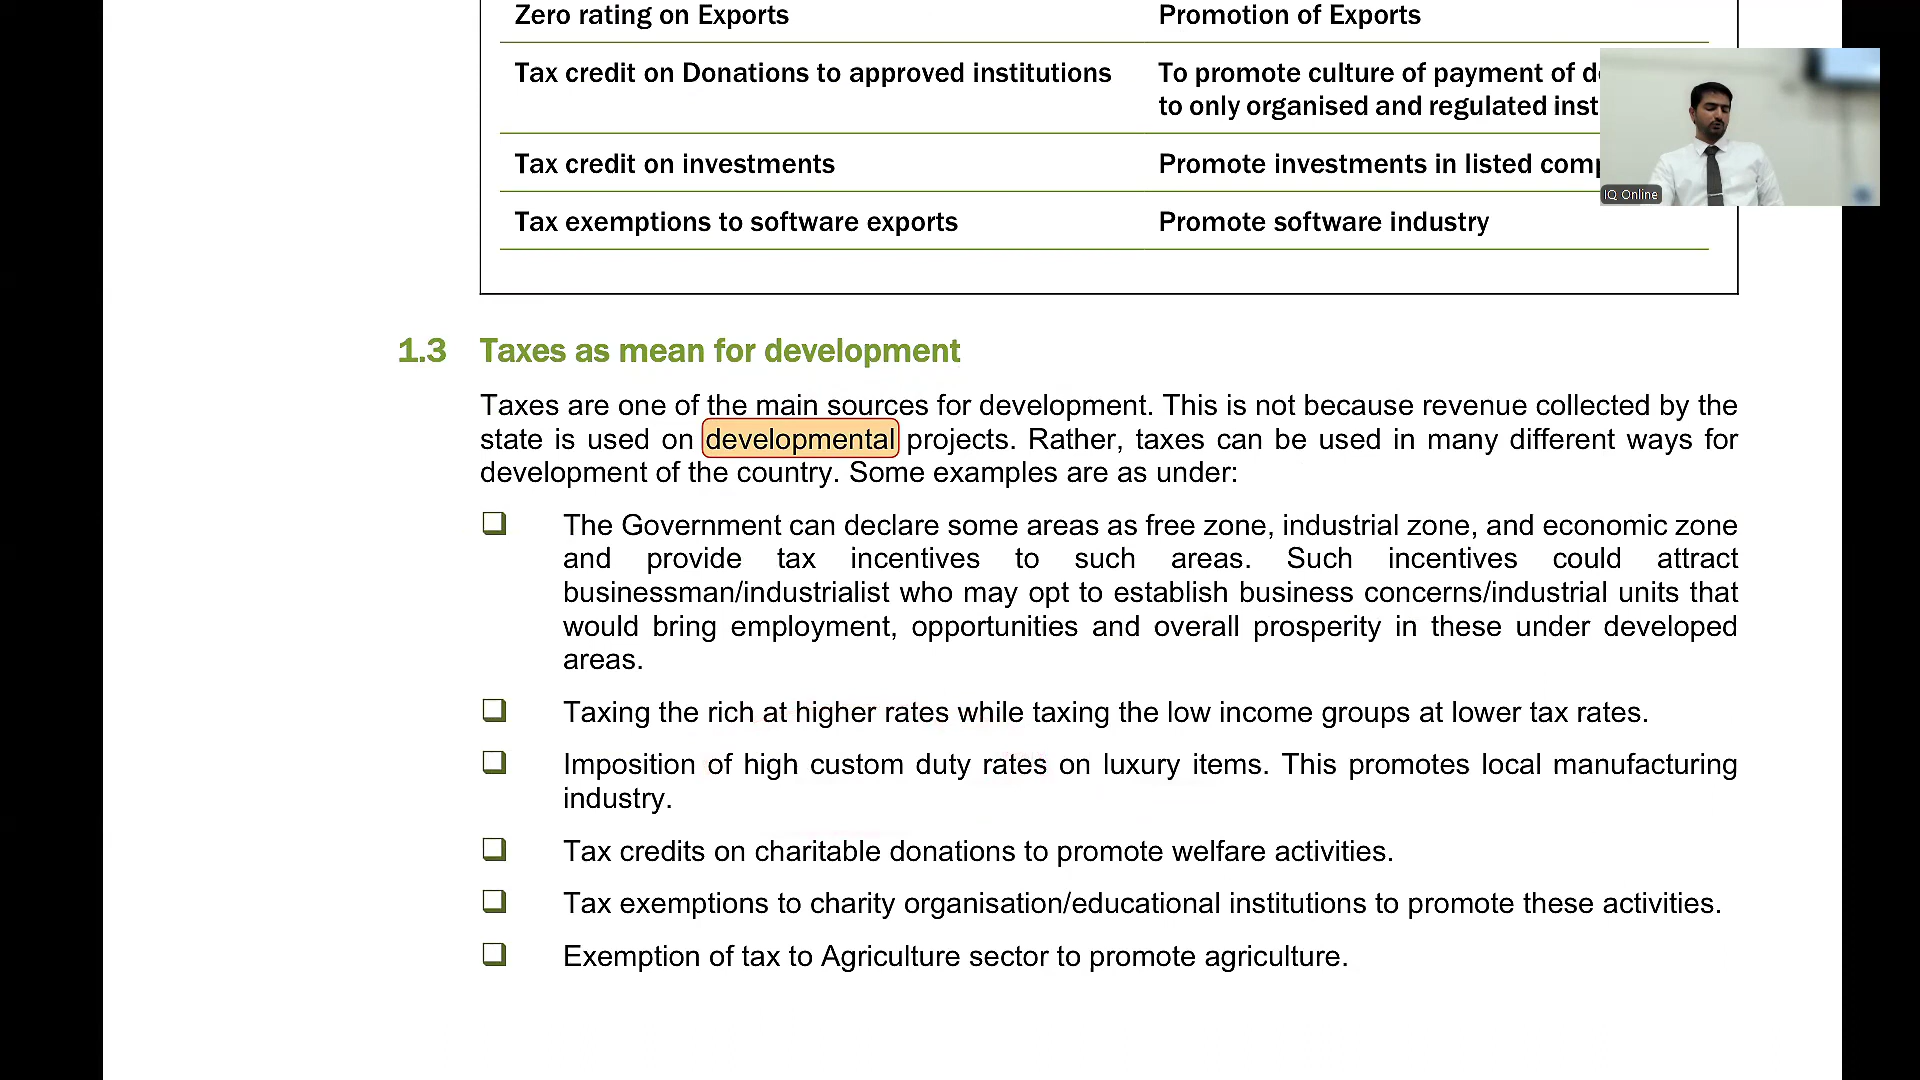 Zero rating on Exports
Promotion of Exports
Tax credit on Donations to approved institutions
To promote culture of payment of
to only organised and regulated
Tax credit on investments
Promote investments in listed
IQ Online
Tax exemptions to software exports
Promote software industry
1.3 Taxes as mean for development
Taxes are one of the main sources for development. This is not because revenue collected by the
state is used on developmental projects. Rather, taxes can be used in many different ways for
development of the country. Some examples are as under:
❑ The Government can declare some areas as free zone, industrial zone, and economic zone
and provide tax incentives to such areas. Such incentives could attract
businessman/industrialist who may opt to establish business concerns/industrial units that
would bring employment, opportunities and overall prosperity in these under developed
areas.
❑ Taxing the rich at higher rates while taxing the low income groups at lower tax rates.
❑ Imposition of high custom duty rates on luxury items. This promotes local manufacturing
industry.
❑ Tax credits on charitable donations to promote welfare activities.
❑ Tax exemptions to charity organisation/educational institutions to promote these activities.
❑ Exemption of tax to Agriculture sector to promote agriculture.